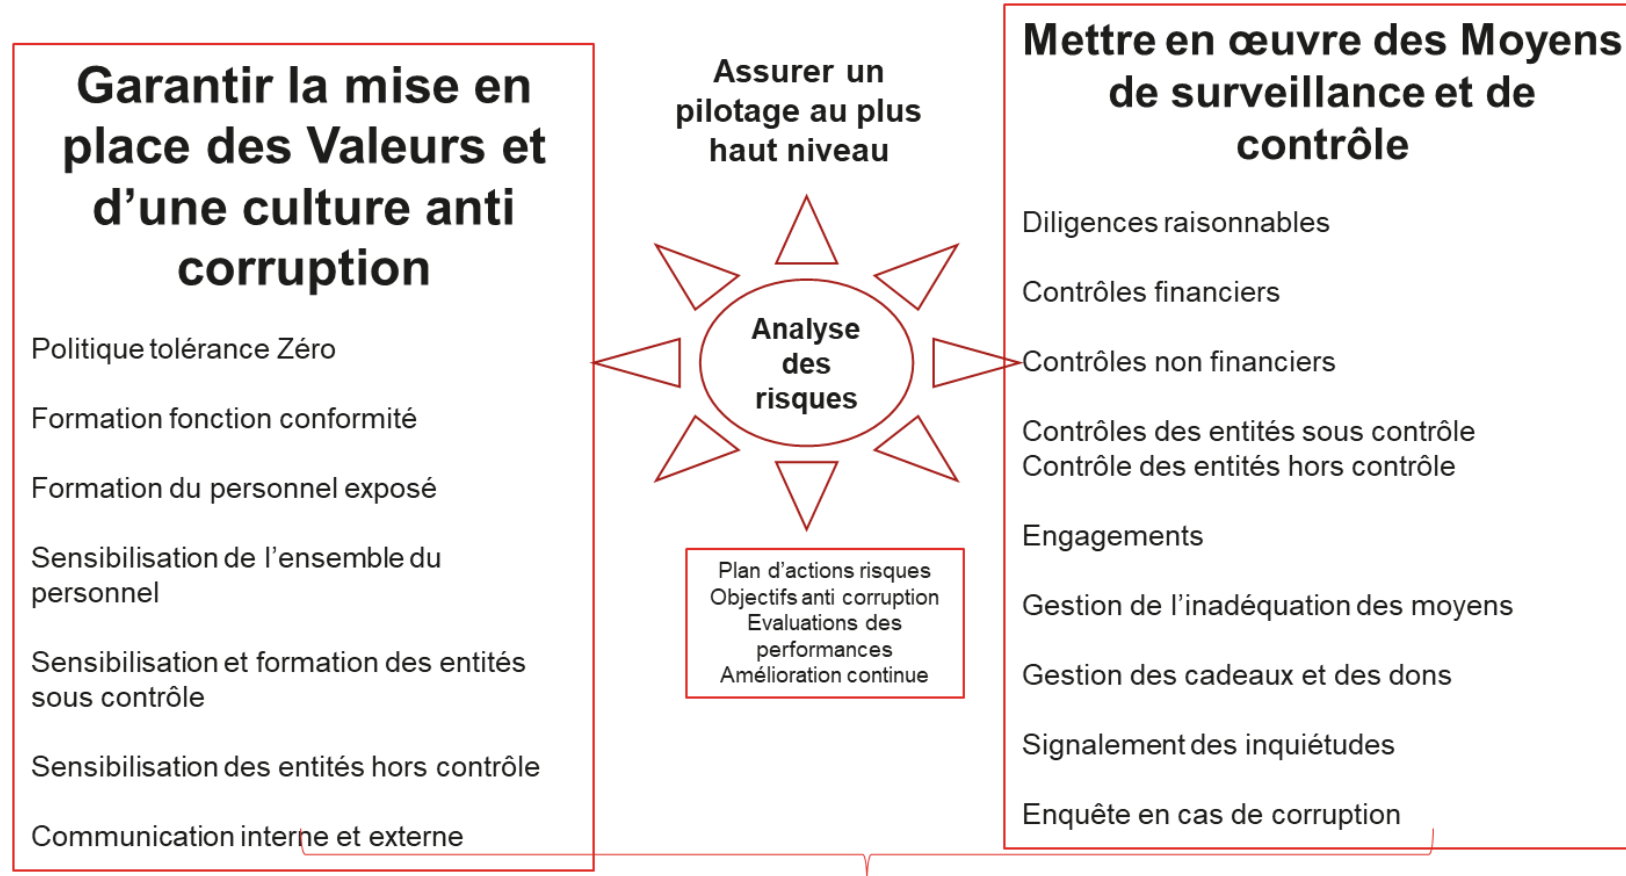 Garantir la mise en
place des Valeurs et
d’une culture anti
corruption
Politique tolérance Zéro
Formation fonction conformité
Formation du personnel exposé
Sensibilisation de l’ensemble du
personnel
Sensibilisation et formation des entités
sous contrôle
Sensibilisation des entités hors contrôle
Communication interne et externe
Assurer un
pilotage au plus
haut niveau
Analyse
des
risques
Plan d’actions risques
Objectifs anti corruption
Evaluations des
performances
Amélioration continue
Mettre en œuvre des Moyens
de surveillance et de
contrôle
Diligences raisonnables
Contrôles financiers
Contrôles non financiers
Contrôles des entités sous contrôle
Contrôle des entités hors contrôle
Engagements
Gestion de l’inadéquation des moyens
Gestion des cadeaux et des dons
Signalement des inquiétudes
Enquête en cas de corruption